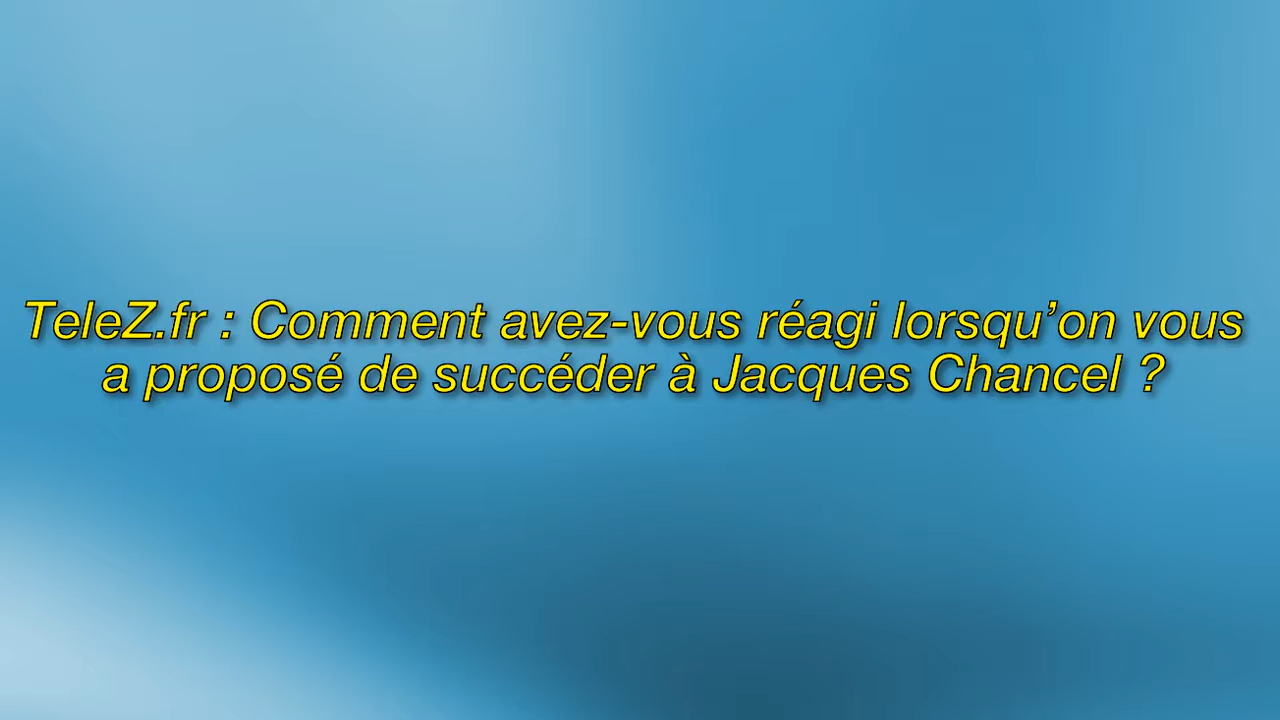 TeleZ.fr : Comment avez-vous réagi lorsqu’on vous
a proposé de succéder à Jacques Chancel ?